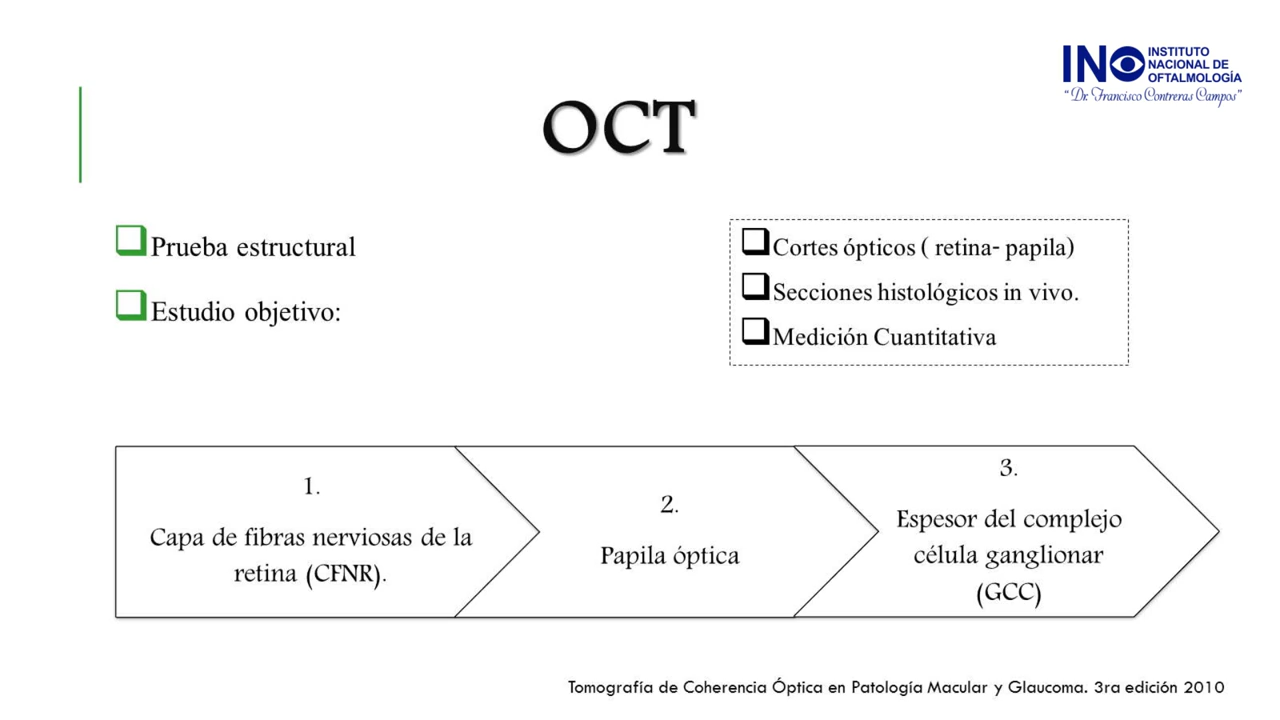 INO INSTITUTO
NACIONAL DE
OFTALMOLOGÍA
"Dr. Francisco Contreras Campos"
OCT
Prueba estructural
Estudio objetivo:
Cortes ópticos ( retina- papila)
Secciones histológicos in vivo.
Medición Cuantitativa
1.
Capa de fibras nerviosas de la
retina (CFNR).
2.
Papila óptica
3.
Espesor del complejo
célula ganglionar
(GCC)
Tomografía de Coherencia Óptica en Patología Macular y Glaucoma. 3ra edición 2010